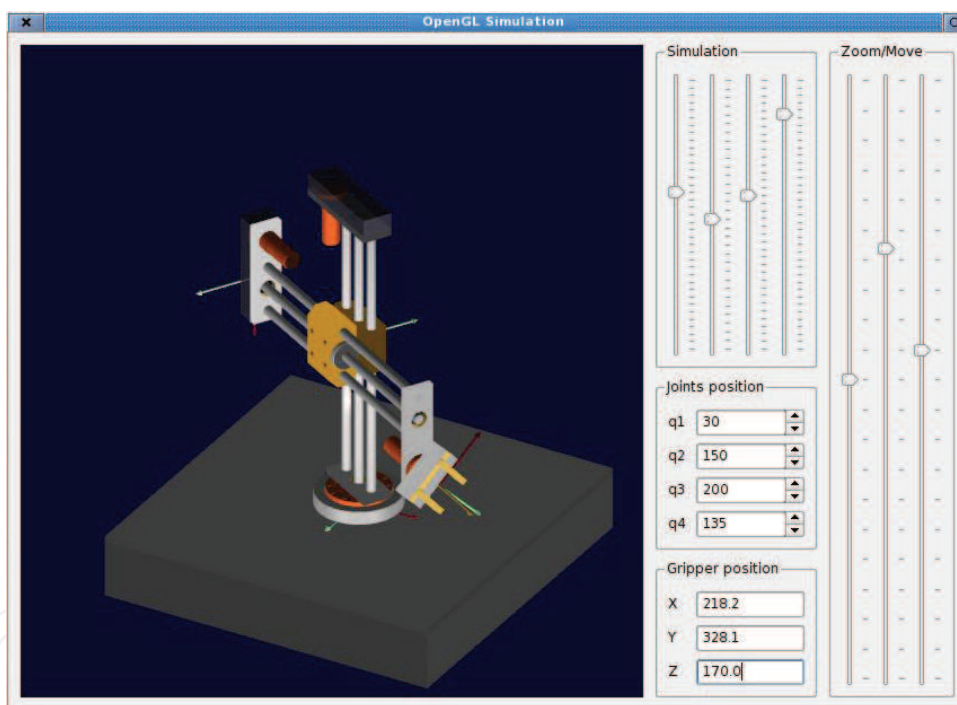 OpenGL Simulation
Simulation
Zoom/Move
Joints position
q1 30
q2 150
q3 200
q4 135
Gripper position
X 218.2
Y 328.1
Z 170.0